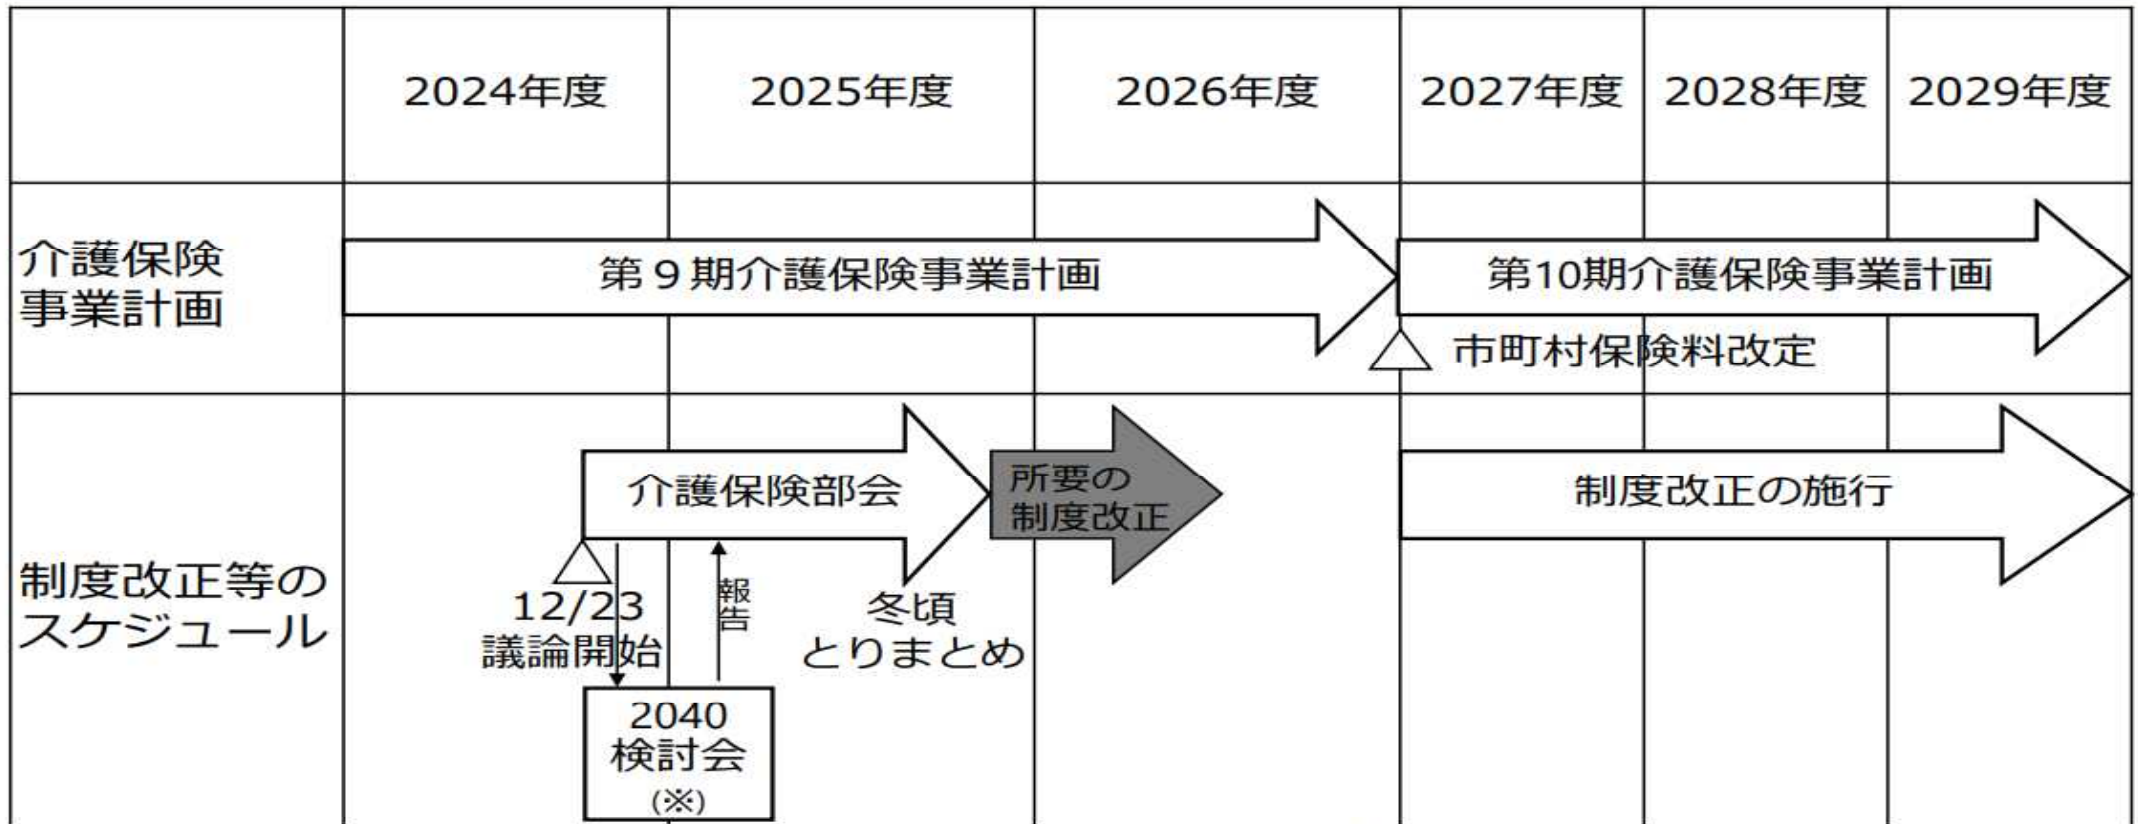 2024年度
2025年度
2026年度
2027年度
2028年度
2029年度
介護保険
事業計画
第９期介護保険事業計画
第10期介護保険事業計画
市町村保険料改定
制度改正等の
スケジュール
介護保険部会
所要の
制度改正
制度改正の施行
12/23
議論開始
報告
冬頃
とりまとめ
2040
検討会
(※)